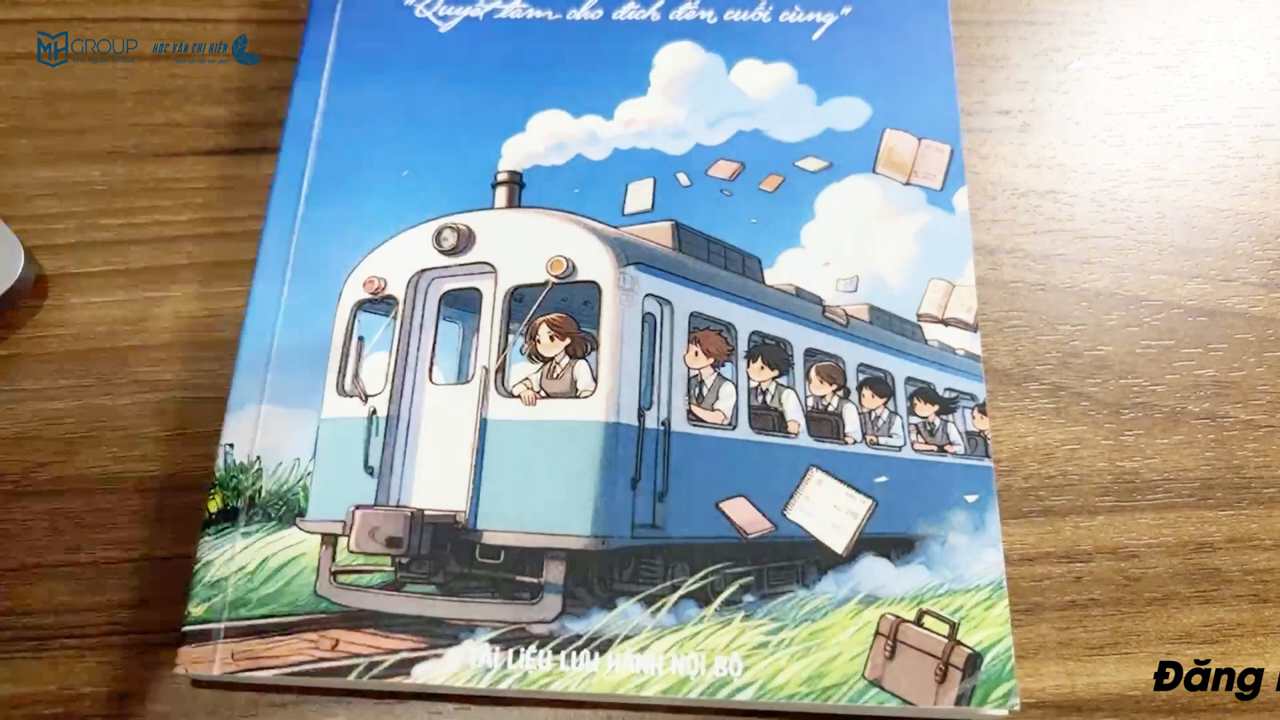 "Quyết tâm cho đích đến cuối cùng"
MH GROUP
HỌC VĂN CHỊ HIÊN
TÀI LIỆU LƯU HÀNH NỘI BỘ
Đăng